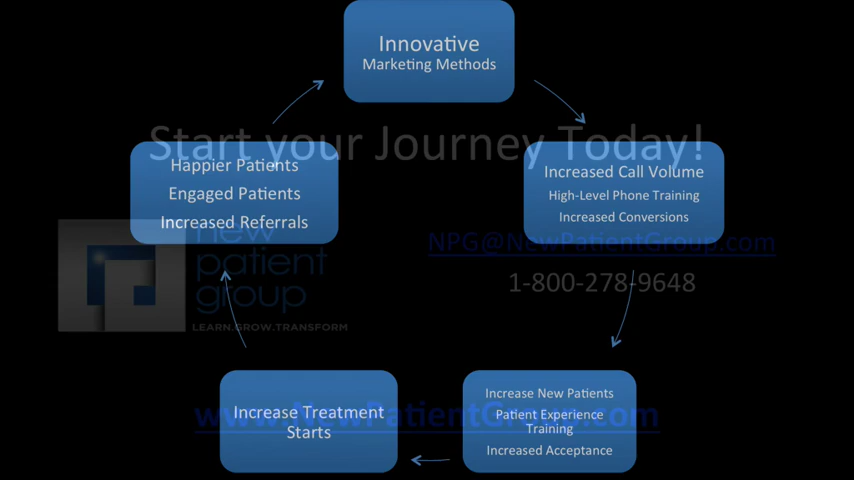 Innovative
Marketing Methods
Start your Journey Today!
Happier Patients
Engaged Patients
Increased Referrals
Increased Call Volume
High-Level Phone Training
Increased Conversions
new
patient
group
LEARN.GROW.TRANSFORM
NPG@NewPatientGroup.com
1-800-278-9648
Increase Treatment
Starts
Increase New Patients
Patient Experience
Training
Increased Acceptance
www.NewPatientGroups.com